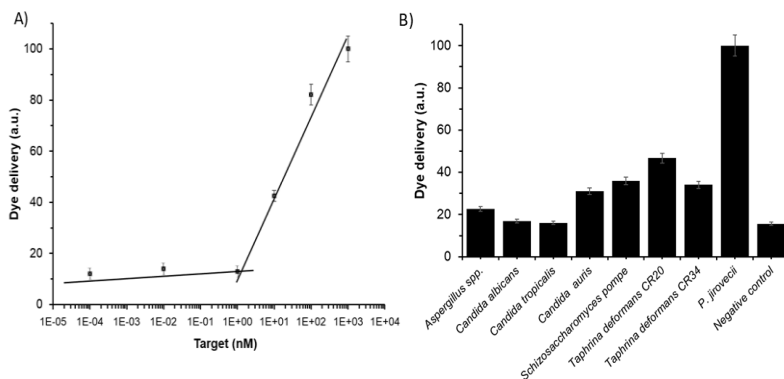 A)
Dye delivery (a.u.)
100
80
60
40
20
0
1E-05 1E-04 1E-03 1E-02 1E-01 1E+00 1E+01 1E+02 1E+03 1E+04
Target (nM)
B)
Dye delivery (a.u.)
100
80
60
40
20
0
Aspergillus spp.
Candida albicans
Candida tropicalis
Candida auris
Schizosaccharomyces pompe
Taphrina deformans CR20
Taphrina deformans CR34
P. jirovecii
Negative control